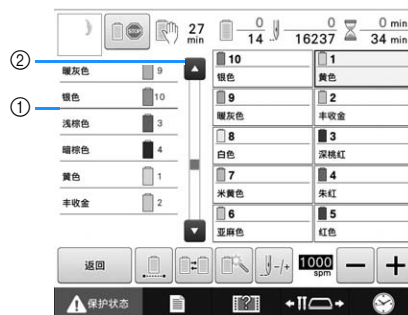 27
min
0
14
0
16237
0 min
34 min
②
①
暖灰色 9
银色 10
浅棕色 3
暗棕色 4
黄色 1
丰收金 2
10
银色
1
黄色
9
暖灰色
2
丰收金
8
白色
3
深桃红
7
米黄色
4
朱红
6
亚麻色
5
红色
返回
-/+
1000
spm
− +
保护状态